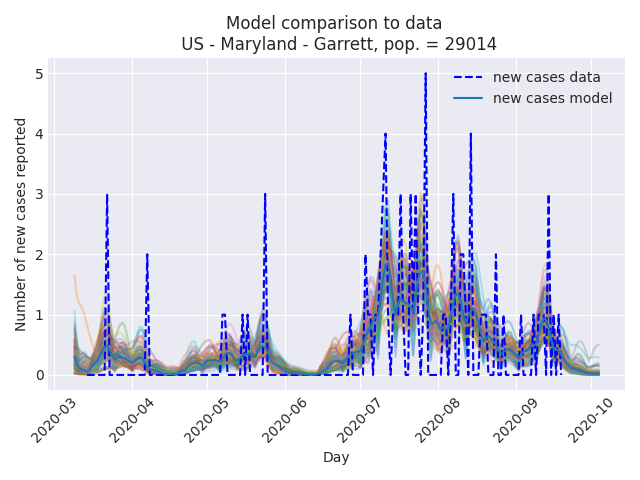 Model comparison to data
US - Maryland - Garrett, pop. = 29014
new cases data
new cases model
Number of new cases reported
5
4
3
2
1
0
2020-03
2020-04
2020-05
2020-06
2020-07
2020-08
2020-09
2020-10
Day